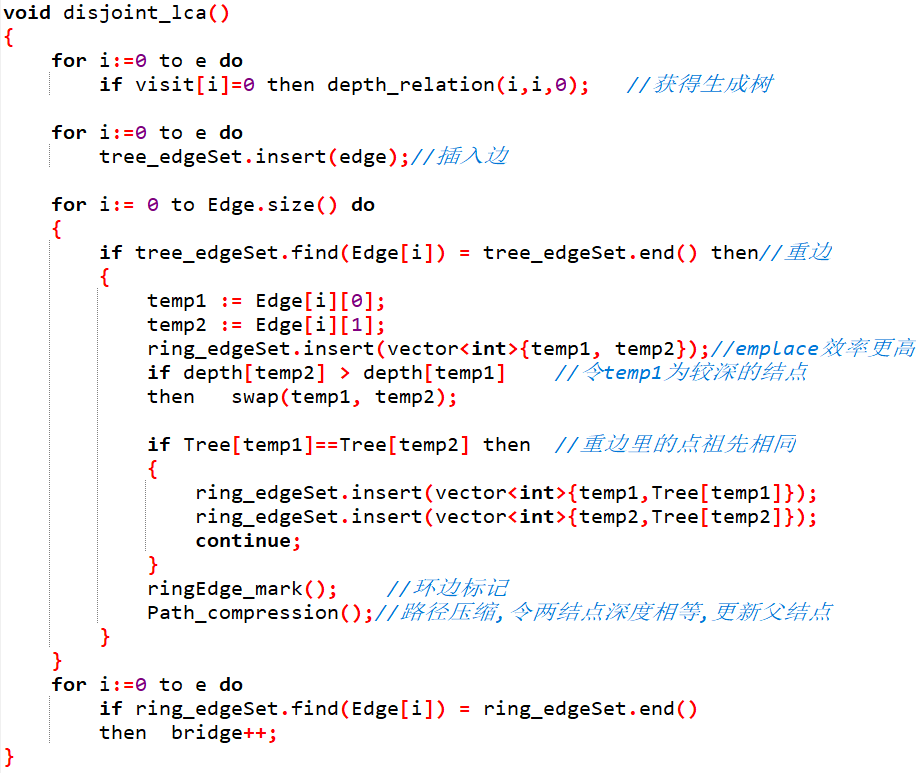 void disjoint_lca()
{
    for i:=0 to e do
        if visit[i]=0 then depth_relation(i,i,0);   //获得生成树

    for i:=0 to e do
        tree_edgeSet.insert(edge);//插入边

    for i:= 0 to Edge.size() do
    {
        if tree_edgeSet.find(Edge[i]) = tree_edgeSet.end() then//重边
        {
            temp1 := Edge[i][0];
            temp2 := Edge[i][1];
            ring_edgeSet.insert(vector<int>{temp1, temp2});//emplace效率更高
            if depth[temp2] > depth[temp1]    //令temp1为较深的结点
            then   swap(temp1, temp2);

            if Tree[temp1]==Tree[temp2] then  //重边里的点祖先相同
            {
                ring_edgeSet.insert(vector<int>{temp1,Tree[temp1]});
                ring_edgeSet.insert(vector<int>{temp2,Tree[temp2]});
                continue;
            }
            ringEdge_mark();    //环边标记
            Path_compression();//路径压缩,令两结点深度相等,更新父结点
        }
    }
    for i:=0 to e do
        if ring_edgeSet.find(Edge[i]) = ring_edgeSet.end()
        then  bridge++;
}